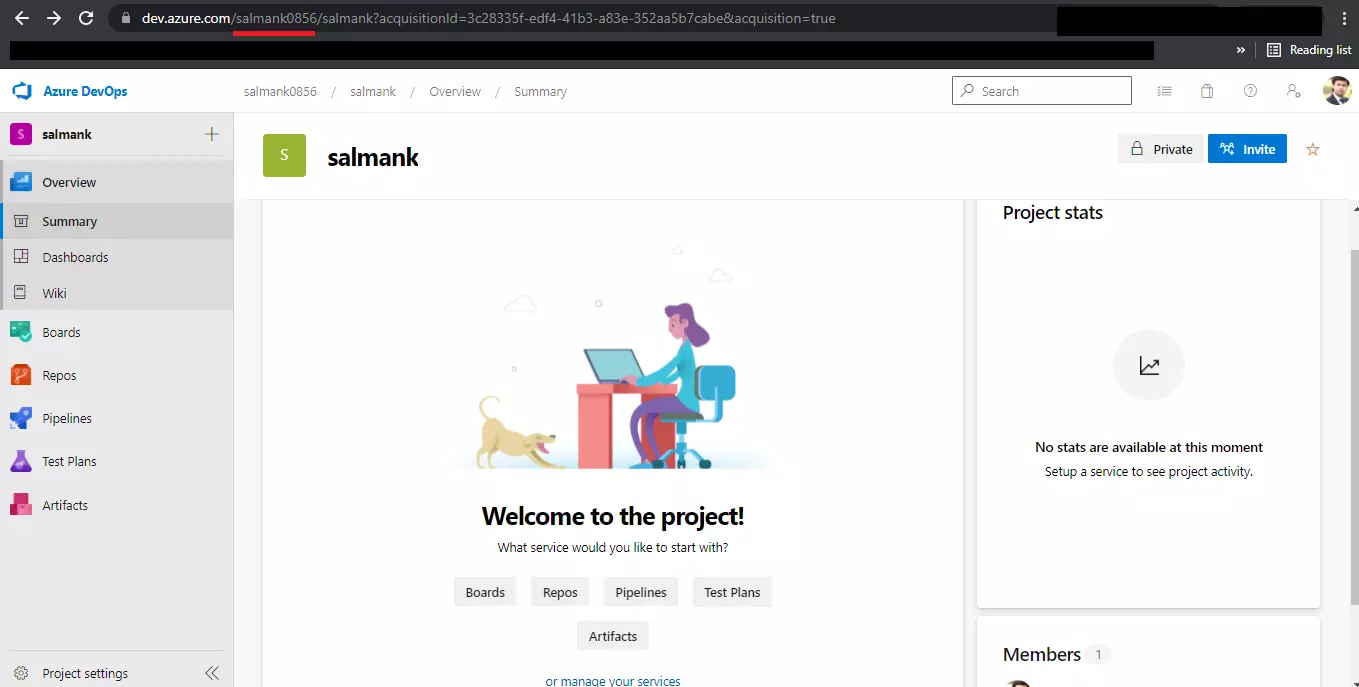 dev.azure.com/salmank0856/salmank?acquisitionId=3c28335f-edf4-41b3-a83e-352aa5b7cabe&acquisition=true
» Reading list
Azure DevOps salmank0856 / salmank / Overview / Summary Search
S salmank
Overview
Summary
Dashboards
Wiki
Boards
Repos
Pipelines
Test Plans
Artifacts
Project settings
S salmank
Private Invite
Welcome to the project!
What service would you like to start with?
Boards Repos Pipelines Test Plans
Artifacts
or manage your services
Project stats
No stats are available at this moment
Setup a service to see project activity.
Members 1